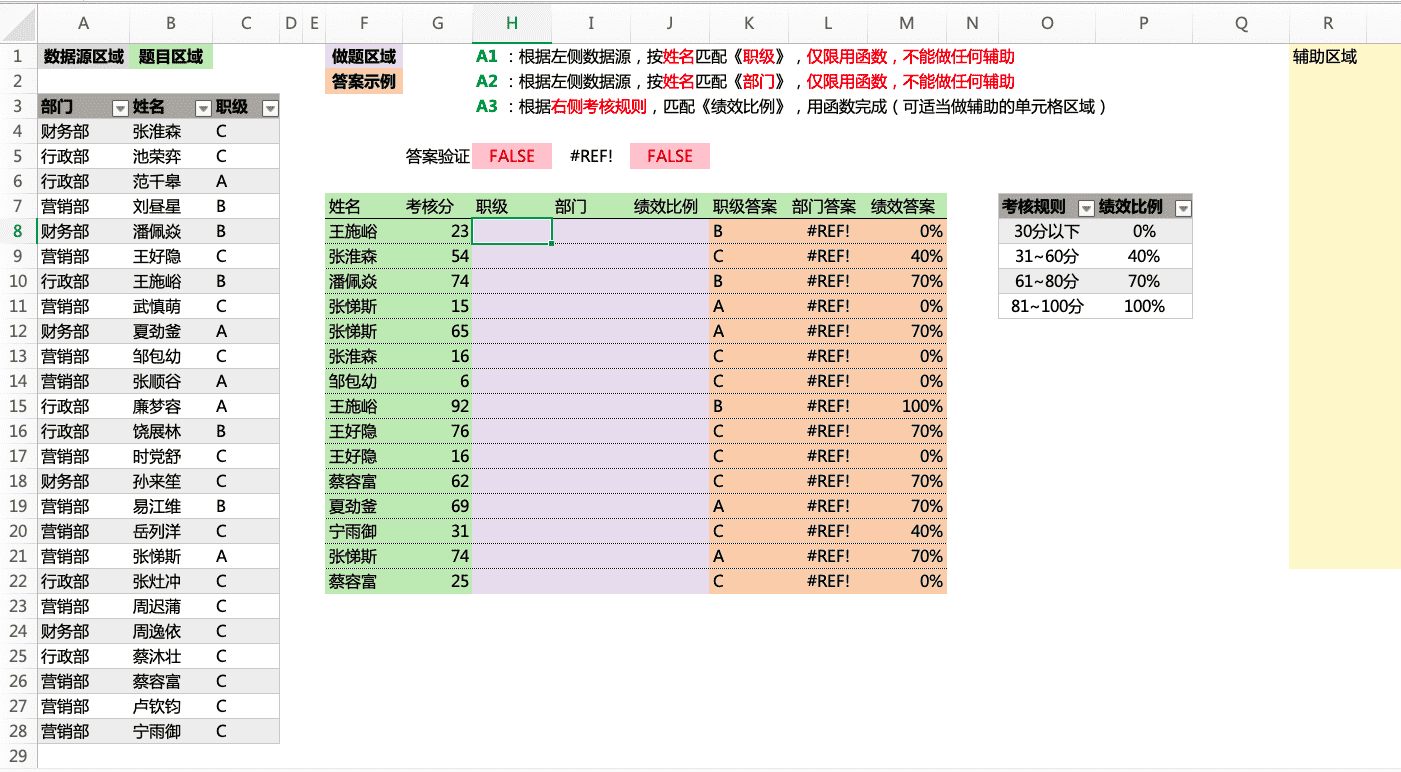 A B C D E F G H I J K L M N O P Q R
1 数据源区域 题目区域 做题区域 A1 ：根据左侧数据源，按姓名匹配《职级》，仅限用函数，不能做任何辅助 辅助区域
2 答案示例 A2 ：根据左侧数据源，按姓名匹配《部门》，仅限用函数，不能做任何辅助
3 部门 姓名 职级 A3 ：根据右侧考核规则，匹配《绩效比例》，用函数完成（可适当做辅助的单元格区域）
4 财务部 张淮森 C
5 行政部 池荣弈 C 答案验证 FALSE #REF! FALSE
6 行政部 范千皋 A
7 营销部 刘昼星 B 姓名 考核分 职级 部门 绩效比例 职级答案 部门答案 绩效答案 考核规则 绩效比例
8 财务部 潘佩焱 B 王施峪 23 B #REF! 0% 30分以下 0%
9 营销部 王好隐 C 张淮森 54 C #REF! 40% 31~60分 40%
10 行政部 王施峪 B 潘佩焱 74 B #REF! 70% 61~80分 70%
11 营销部 武慎萌 C 张悌斯 15 A #REF! 0% 81~100分 100%
12 财务部 夏劲釜 A 张悌斯 65 A #REF! 70%
13 营销部 邹包幼 C 张淮森 16 C #REF! 0%
14 营销部 张顺谷 A 邹包幼 6 C #REF! 0%
15 行政部 廉梦容 A 王施峪 92 B #REF! 100%
16 行政部 饶展林 B 王好隐 76 C #REF! 70%
17 营销部 时党舒 C 王好隐 16 C #REF! 0%
18 财务部 孙来笙 C 蔡容富 62 C #REF! 70%
19 营销部 易江维 B 夏劲釜 69 A #REF! 70%
20 营销部 岳列洋 C 宁雨御 31 C #REF! 40%
21 营销部 张悌斯 A 张悌斯 74 A #REF! 70%
22 行政部 张灶冲 C 蔡容富 25 C #REF! 0%
23 营销部 周迟蒲 C
24 财务部 周逸依 C
25 行政部 蔡沐壮 C
26 营销部 蔡容富 C
27 营销部 卢钦钧 C
28 营销部 宁雨御 C
29